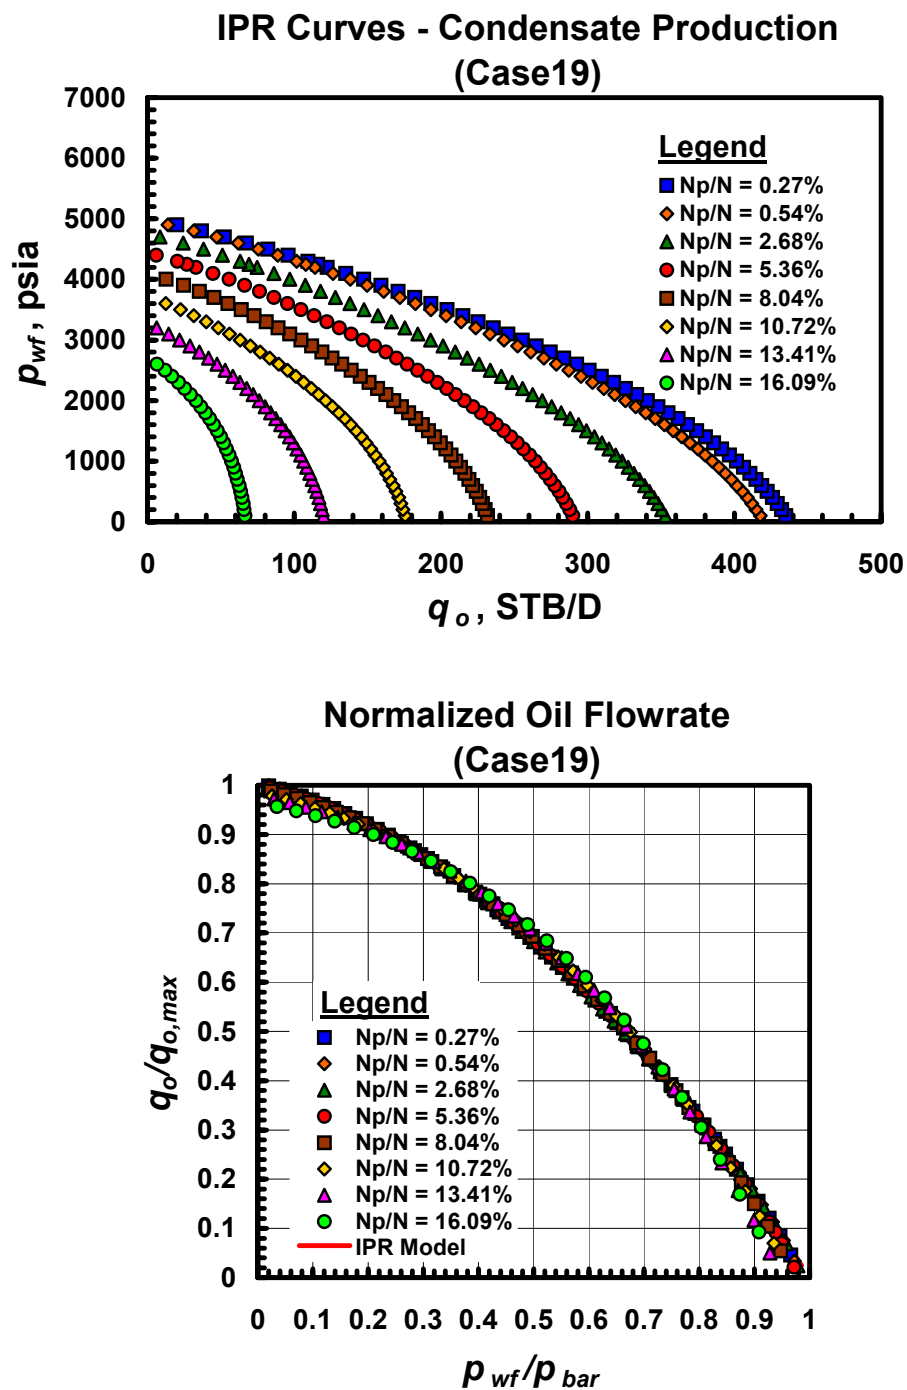 IPR Curves - Condensate Production
(Case19)
7000
6000
5000
4000
3000
2000
1000
0
p wf , psia
Legend
Np/N = 0.27%
Np/N = 0.54%
Np/N = 2.68%
Np/N = 5.36%
Np/N = 8.04%
Np/N = 10.72%
Np/N = 13.41%
Np/N = 16.09%
0 100 200 300 400 500
q o , STB/D
Normalized Oil Flowrate
(Case19)
1
0.9
0.8
0.7
0.6
0.5
0.4
0.3
0.2
0.1
0
qo/qo,max
Legend
Np/N = 0.27%
Np/N = 0.54%
Np/N = 2.68%
Np/N = 5.36%
Np/N = 8.04%
Np/N = 10.72%
Np/N = 13.41%
Np/N = 16.09%
IPR Model
0 0.1 0.2 0.3 0.4 0.5 0.6 0.7 0.8 0.9 1
p wf /p bar